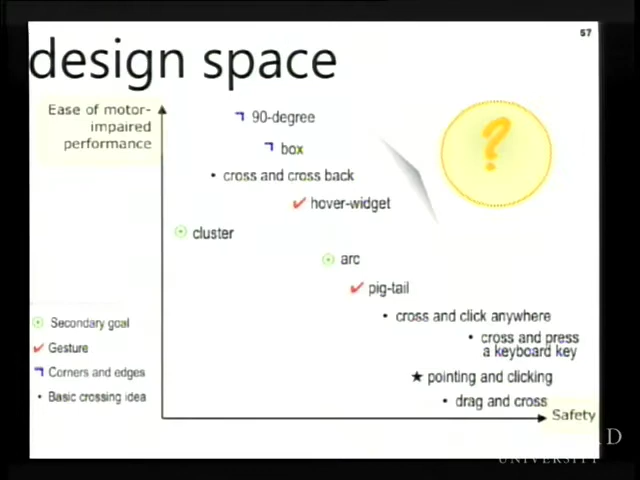 57
design space
Ease of motor-
impaired
performance
90-degree
box
cross and cross back
?
hover-widget
cluster
arc
pig-tail
cross and click anywhere
cross and press
a keyboard key
pointing and clicking
drag and cross
Secondary goal
Gesture
Corners and edges
Basic crossing idea
Safety
UNIVERSITY